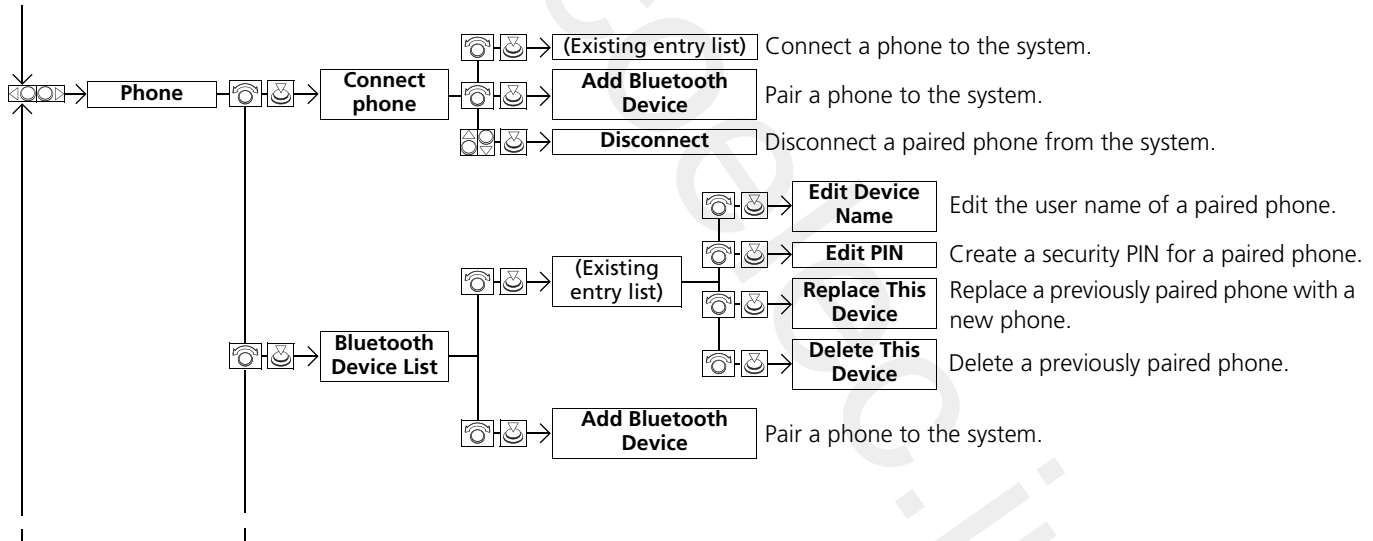 (Existing entry list) Connect a phone to the system.
Phone
Connect
phone
Add Bluetooth
Device
Pair a phone to the system.
Disconnect
Disconnect a paired phone from the system.
Edit Device
Name
Edit the user name of a paired phone.
Edit PIN
Create a security PIN for a paired phone.
(Existing
entry list)
Replace This
Device
Replace a previously paired phone with a
new phone.
Bluetooth
Device List
Delete This
Device
Delete a previously paired phone.
Add Bluetooth
Device
Pair a phone to the system.